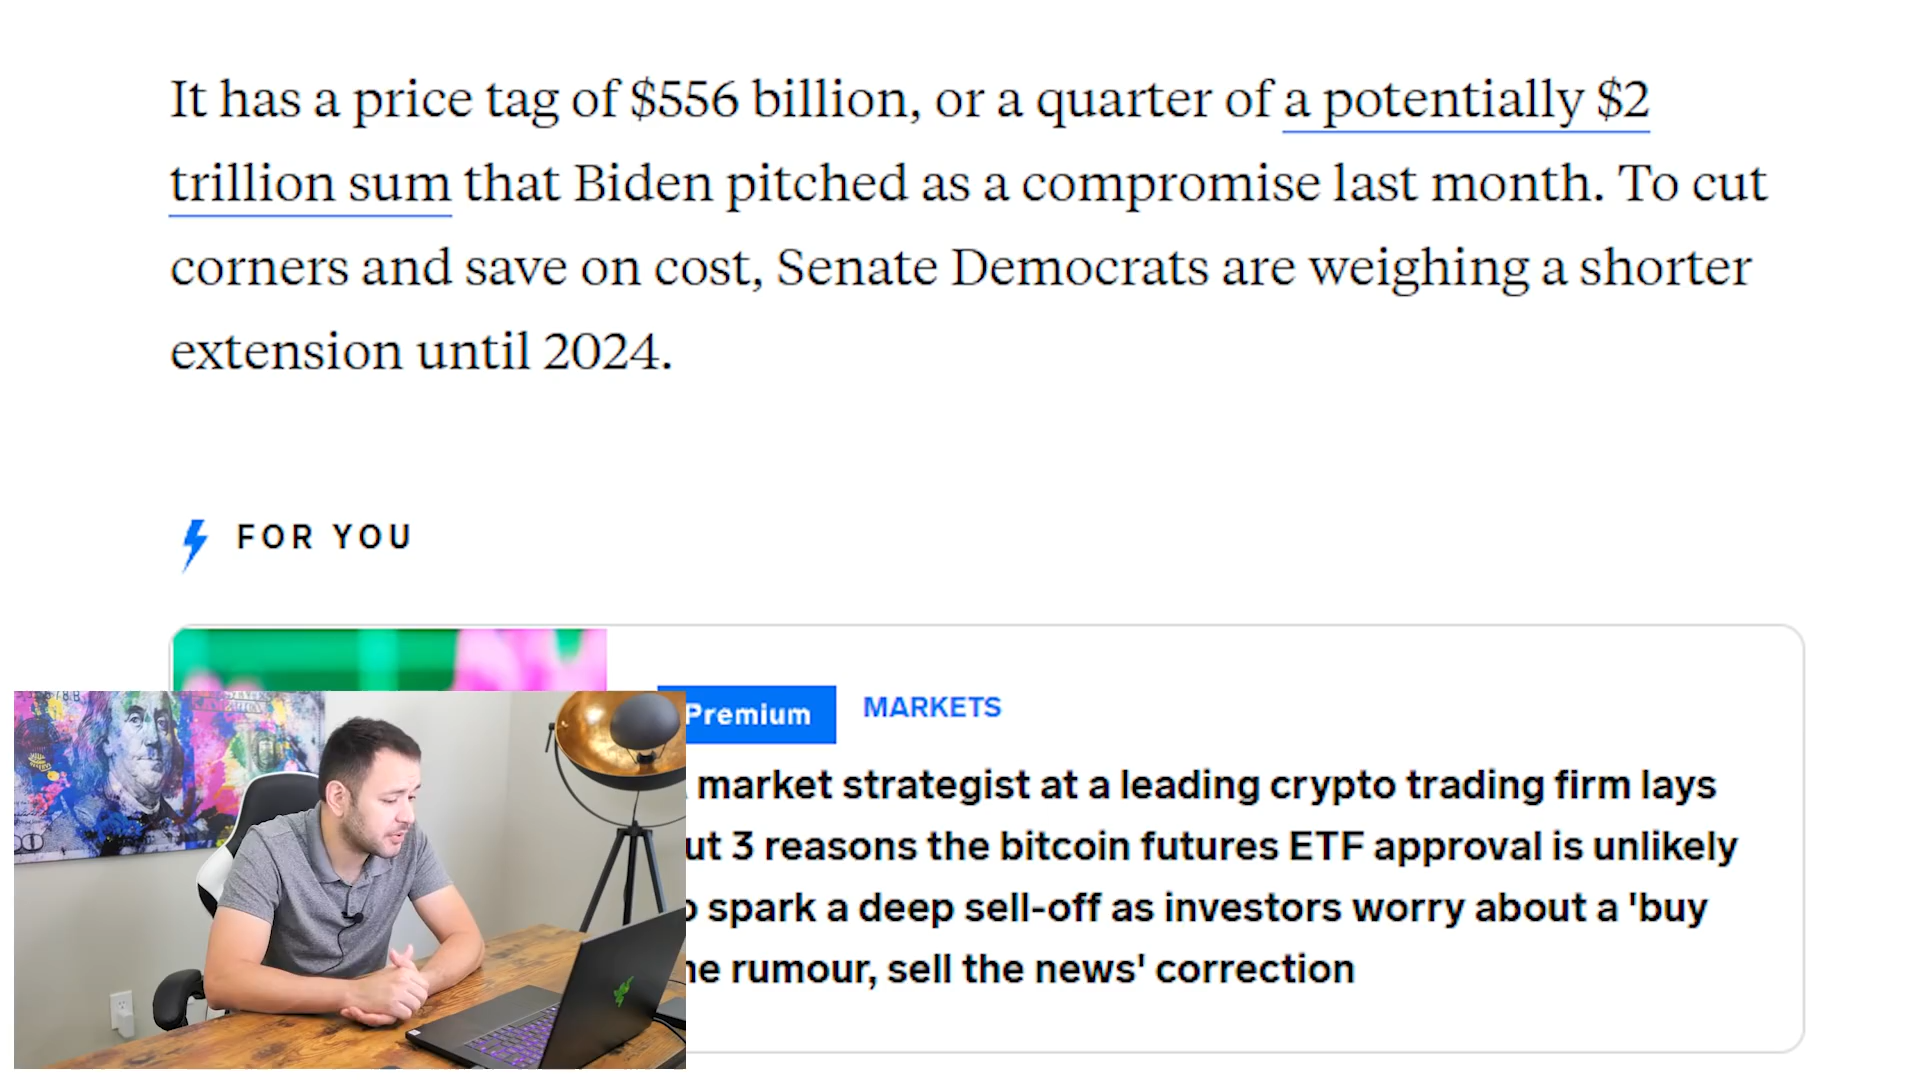 It has a price tag of $556 billion, or a quarter of a potentially $2
trillion sum that Biden pitched as a compromise last month. To cut
corners and save on cost, Senate Democrats are weighing a shorter
extension until 2024.
FOR YOU
Premium MARKETS
market strategist at a leading crypto trading firm lays
ut 3 reasons the bitcoin futures ETF approval is unlikely
spark a deep sell-off as investors worry about a 'buy
he rumour, sell the news' correction